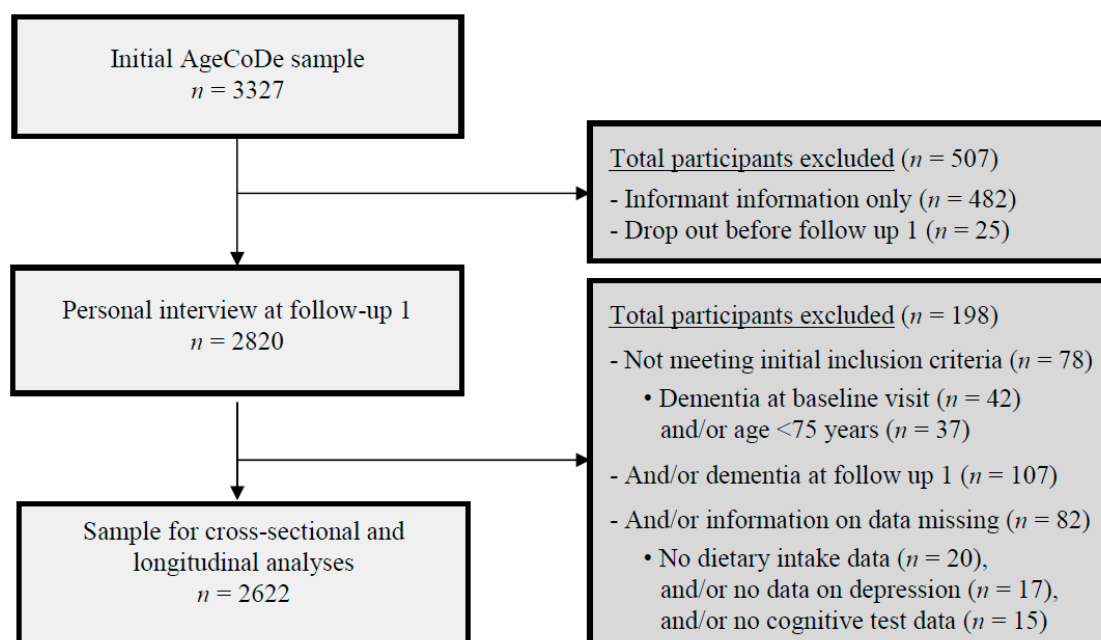 Initial AgeCoDe sample
n = 3327
Total participants excluded (n = 507)
- Informant information only (n = 482)
- Drop out before follow up 1 (n = 25)
Personal interview at follow-up 1
n = 2820
Total participants excluded (n = 198)
- Not meeting initial inclusion criteria (n = 78)
• Dementia at baseline visit (n = 42)
and/or age <75 years (n = 37)
- And/or dementia at follow up 1 (n = 107)
- And/or information on data missing (n = 82)
• No dietary intake data (n = 20),
and/or no data on depression (n = 17),
and/or no cognitive test data (n = 15)
Sample for cross-sectional and
longitudinal analyses
n = 2622